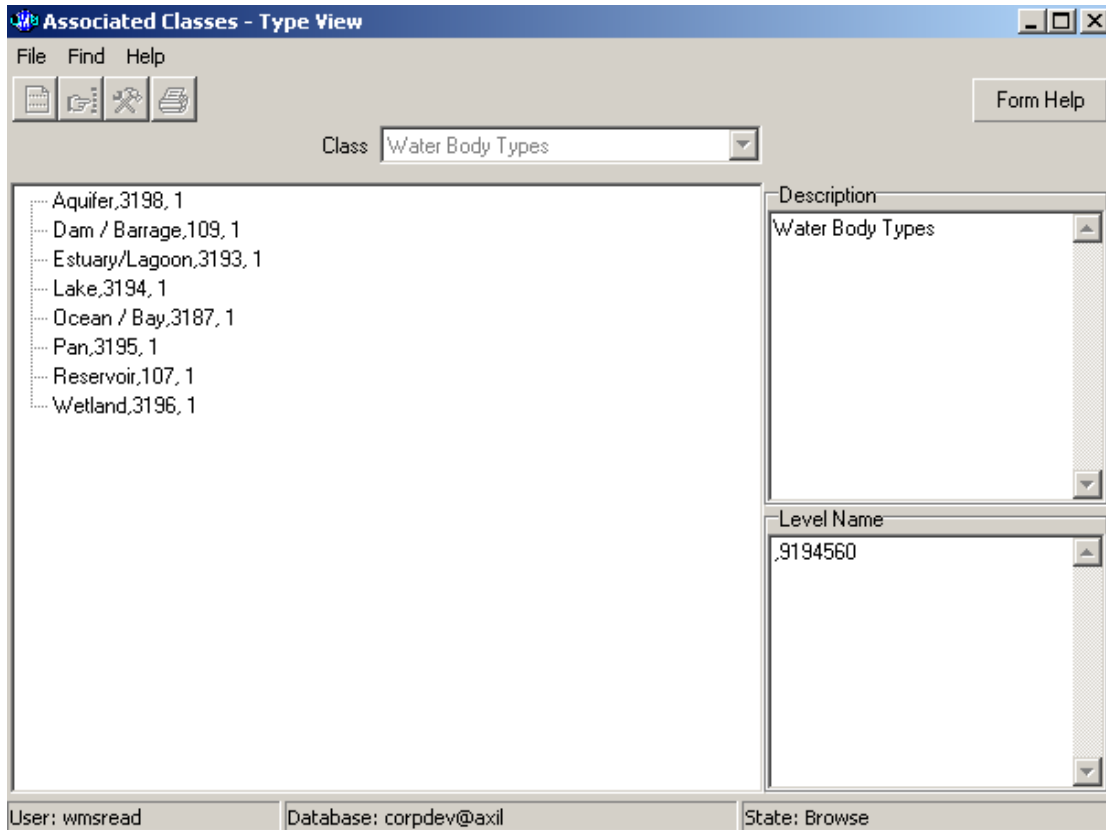 Associated Classes - Type View
File Find Help
Form Help
Class Water Body Types
Aquifer,3198, 1
Dam / Barrage,109, 1
Estuary/Lagoon,3193, 1
Lake,3194, 1
Ocean / Bay,3187, 1
Pan,3195, 1
Reservoir,107, 1
Wetland,3196, 1
Description
Water Body Types
Level Name
,9194560
User: wmsread Database: corpdev@axil State: Browse